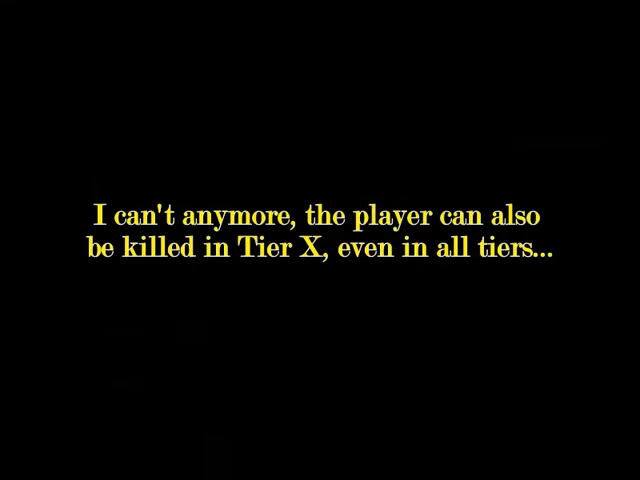 I can't anymore, the player can also
be killed in Tier X, even in all tiers...